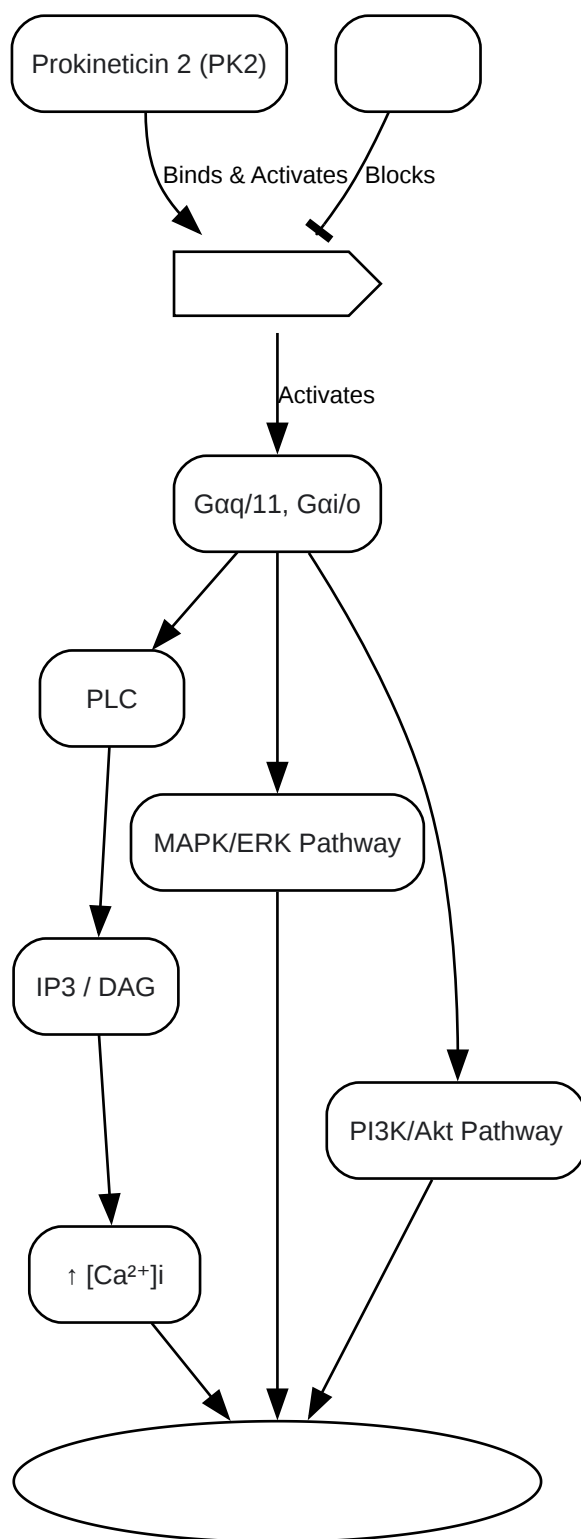 Prokineticin 2 (PK2)
Binds & Activates
Blocks
Activates
Gαq/11, Gαi/o
PLC
MAPK/ERK Pathway
IP3 / DAG
PI3K/Akt Pathway
↑ [Ca²⁺]i